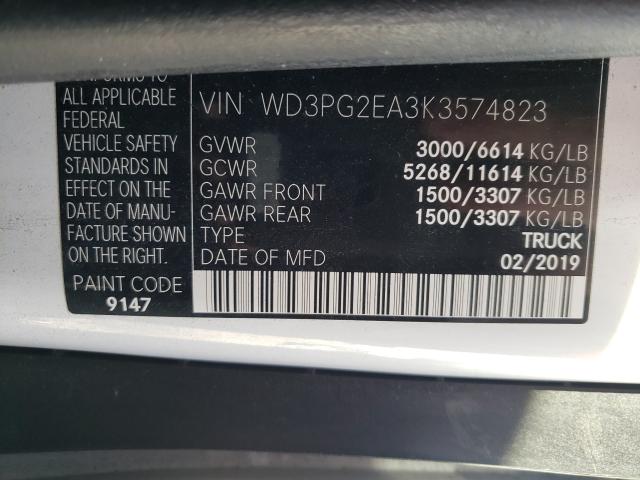 ALL APPLICABLE
FEDERAL
VEHICLE SAFETY
STANDARDS IN
EFFECT ON THE
DATE OF MANU-
FACTURE SHOWN
ON THE RIGHT.
PAINT CODE
9147
VIN WD3PG2EA3K3574823
GVWR 3000/6614 KG/LB
GCWR 5268/11614 KG/LB
GAWR FRONT 1500/3307 KG/LB
GAWR REAR 1500/3307 KG/LB
TYPE TRUCK
DATE OF MFD 02/2019